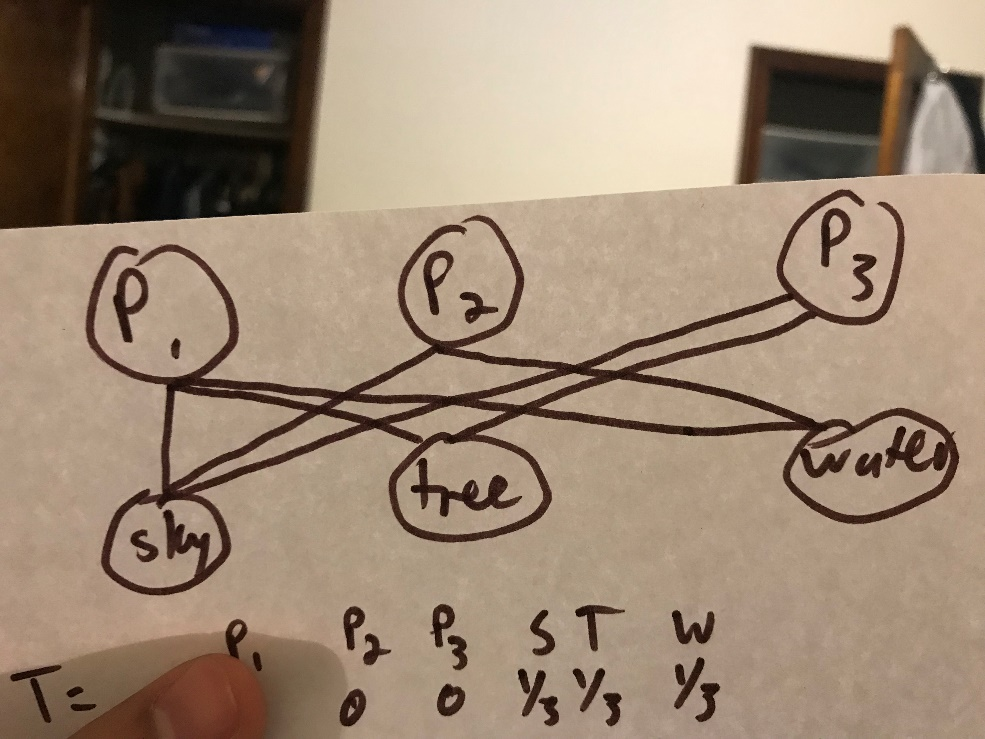 P1 P2 P3
sky tree water
P1 P2 P3 S T W
T= 0 0 1/3 1/3 1/3